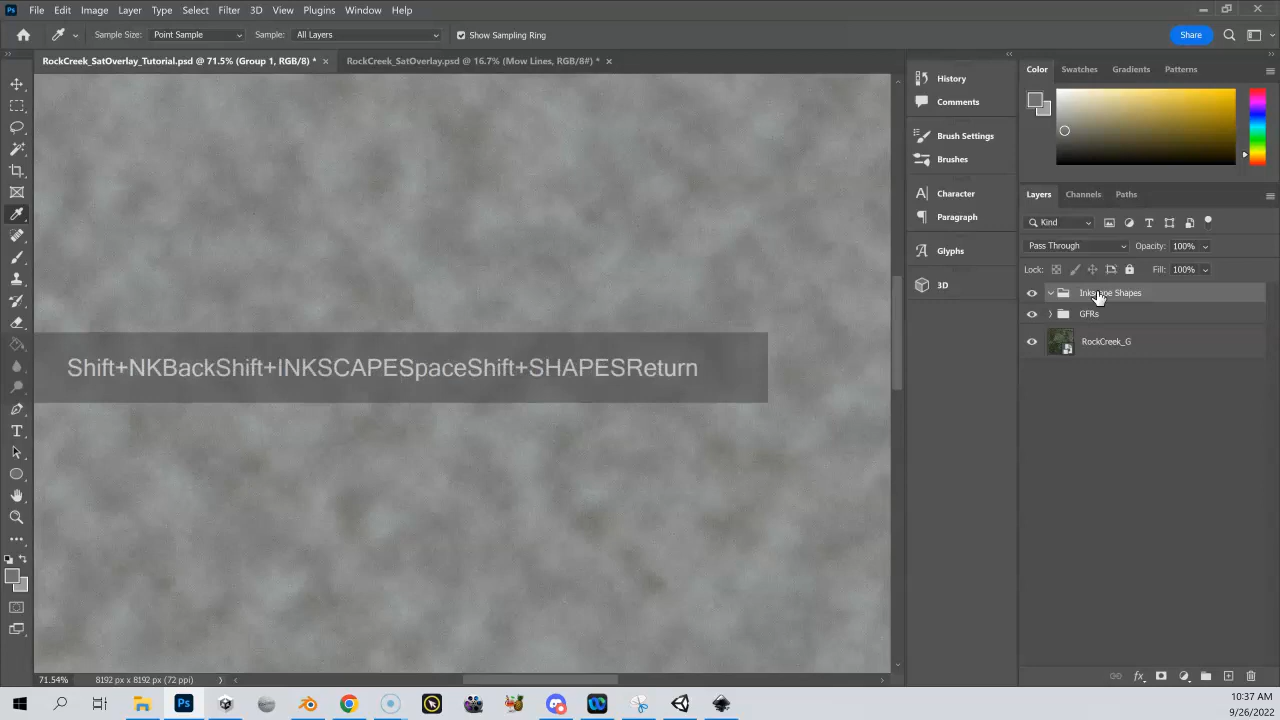 Ps File Edit Image Layer Type Select Filter 3D View Plugins Window Help
Sample Size: Point Sample Sample: All Layers Show Sampling Ring Share
RockCreek_SatOverlay_Tutorial.psd @ 71.5% (Group 1, RGB/8) * × RockCreek_SatOverlay.psd @ 16.7% (Mow Lines, RGB/8#) * ×
History
Comments
Brush Settings
Brushes
Character
Paragraph
Glyphs
3D
Color Swatches Gradients Patterns
Layers Channels Paths
Kind
Pass Through Opacity: 100%
Lock: Fill: 100%
Inkscape Shapes
GFRs
RockCreek_G
Shift+NKBackShift+INKSCAPESpaceShift+SHAPESReturn
71.54% 8192 px x 8192 px (72 ppi)
Ps
10:37 AM
9/26/2022